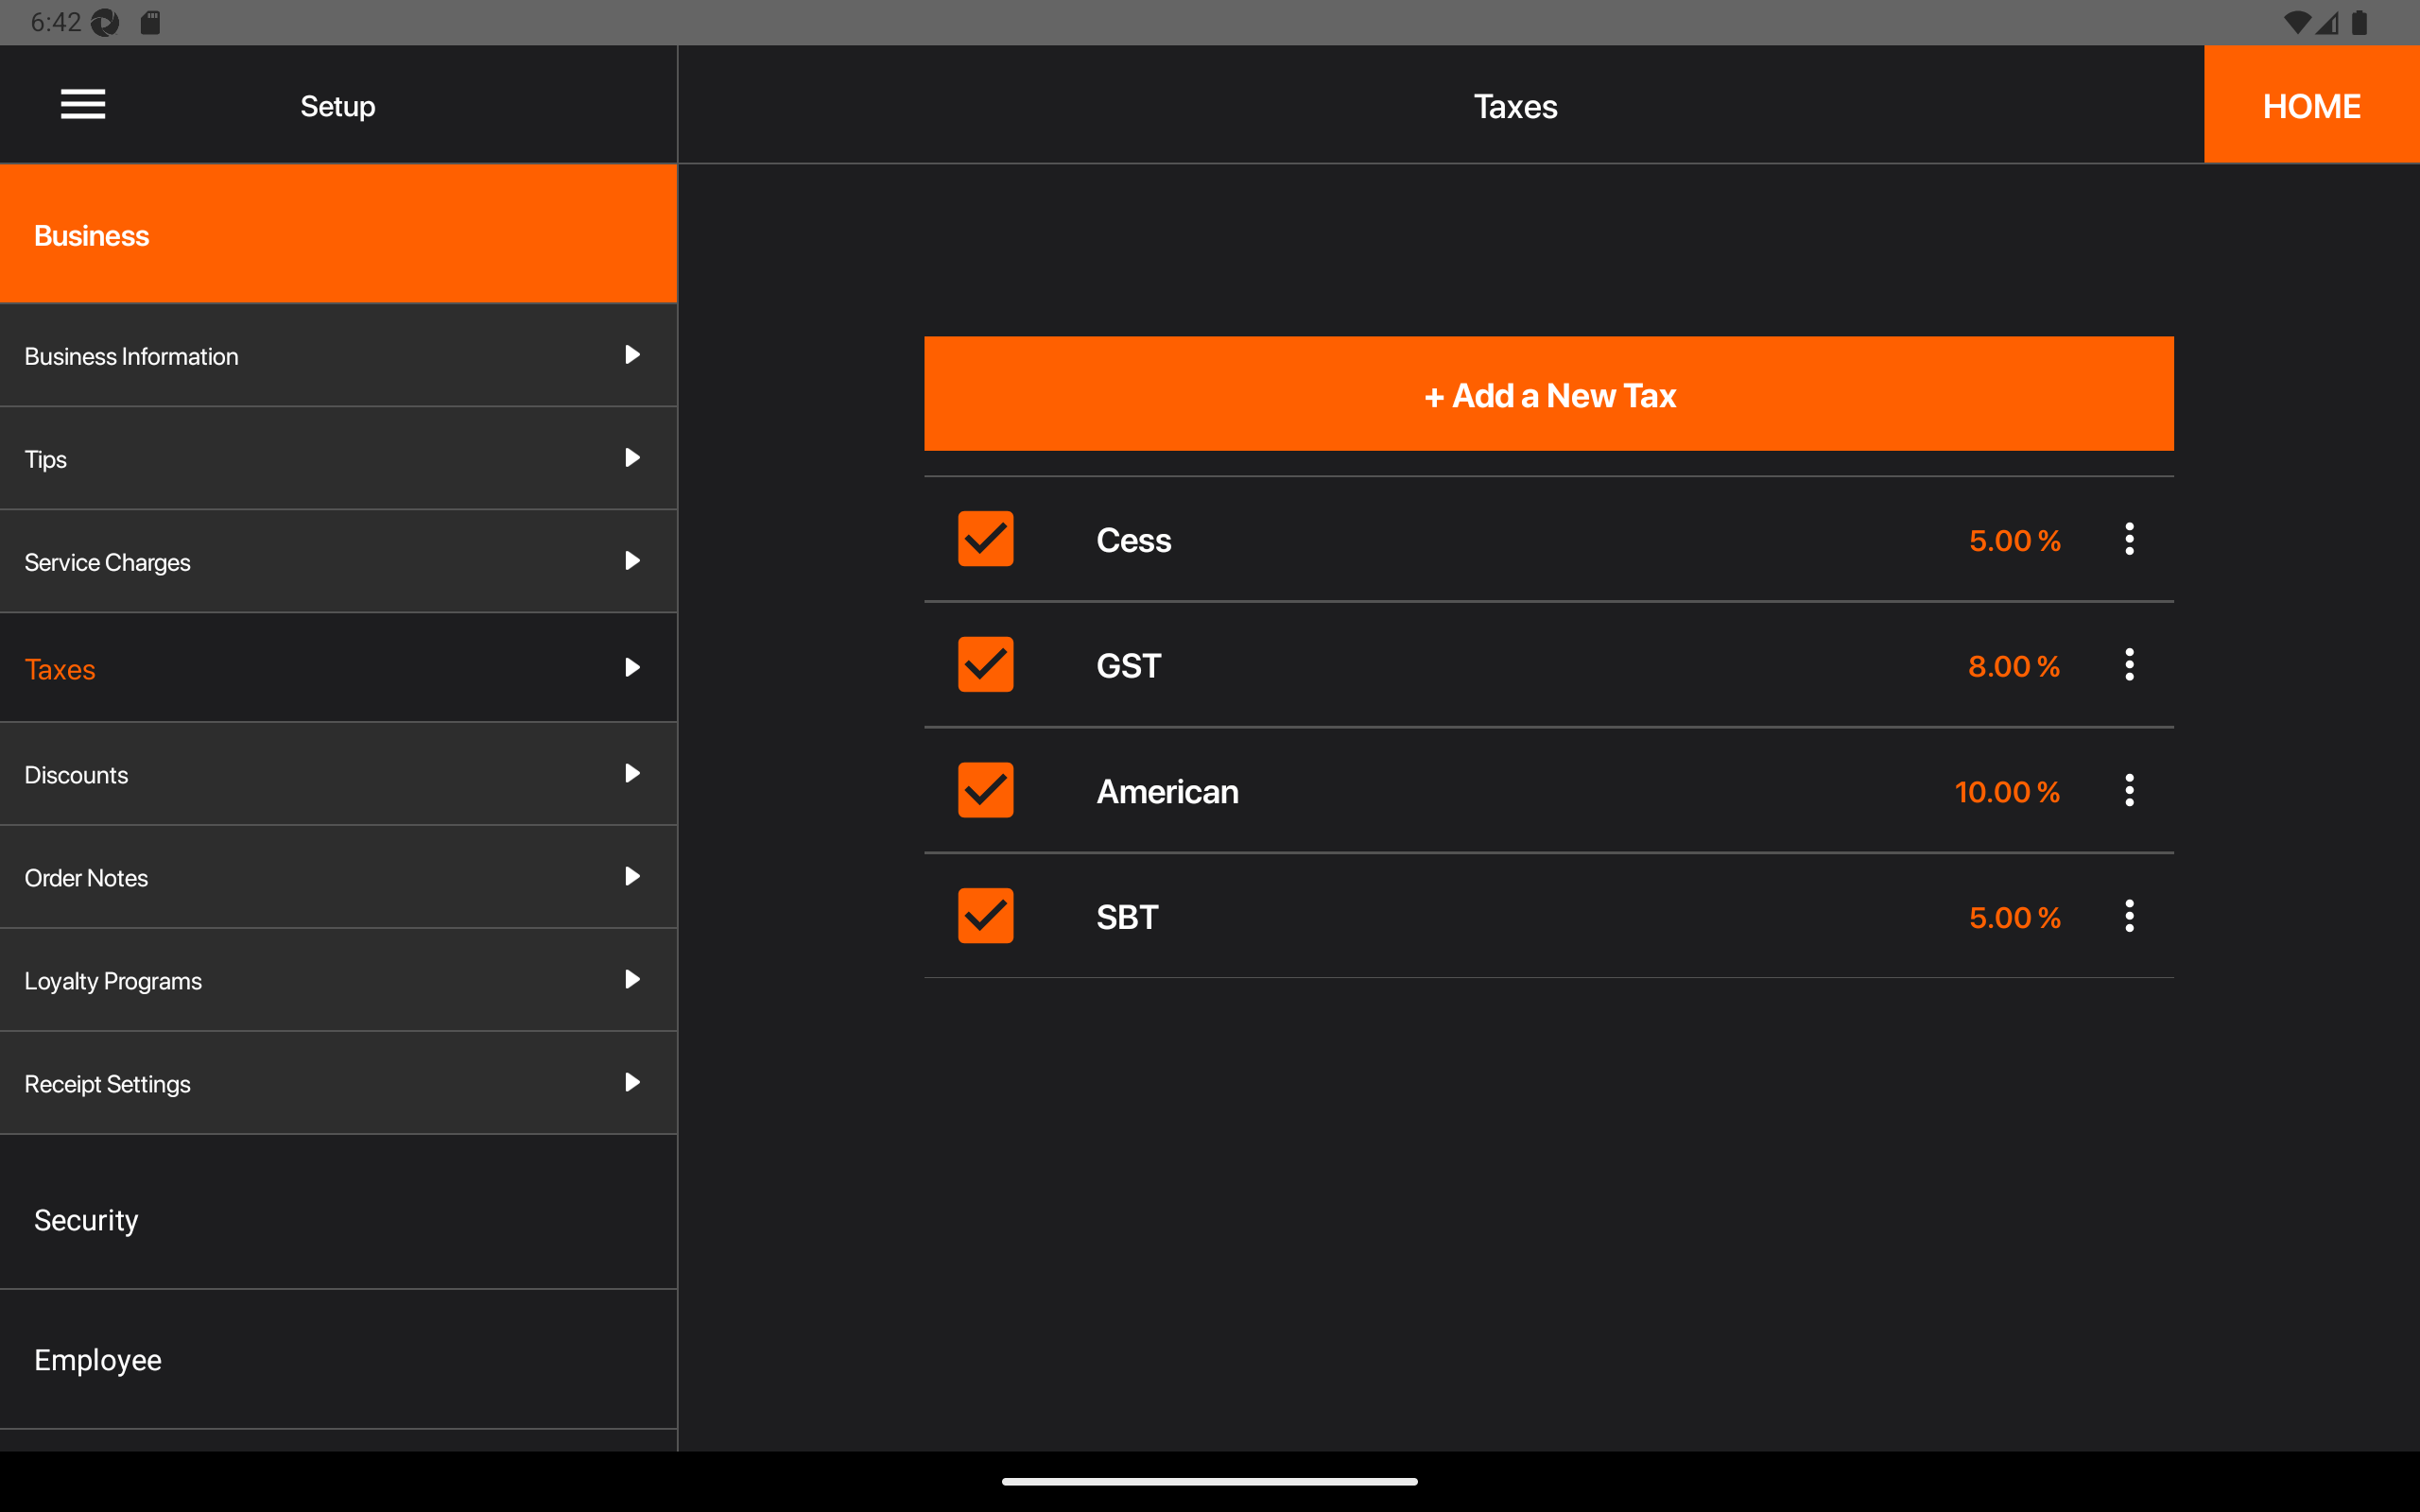 6:42
Setup
Taxes
HOME
Business
Business Information
Tips
Service Charges
Taxes
Discounts
Order Notes
Loyalty Programs
Receipt Settings
Security
Employee
+ Add a New Tax
Cess 5.00 %
GST 8.00 %
American 10.00 %
SBT 5.00 %